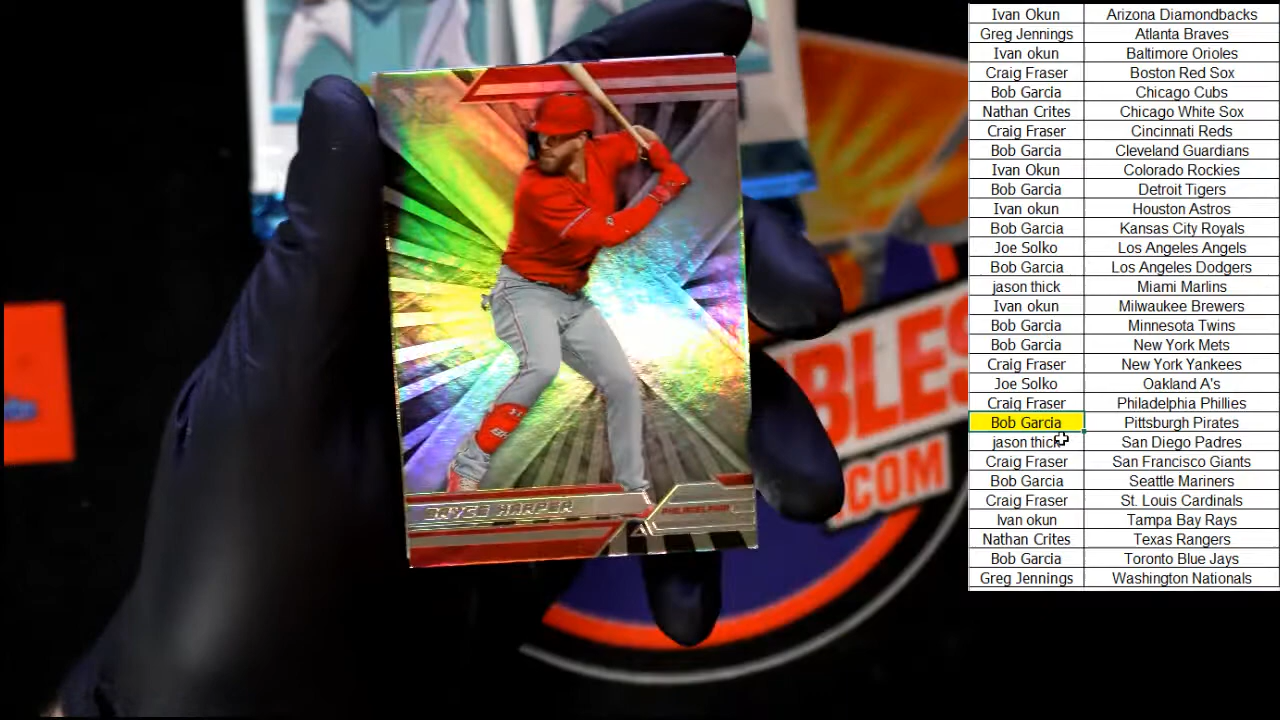 BRYCE HARPER
PHILADELPHIA
BLES
.COM
Ivan Okun Arizona Diamondbacks
Greg Jennings Atlanta Braves
Ivan okun Baltimore Orioles
Craig Fraser Boston Red Sox
Bob Garcia Chicago Cubs
Nathan Crites Chicago White Sox
Craig Fraser Cincinnati Reds
Bob Garcia Cleveland Guardians
Ivan Okun Colorado Rockies
Bob Garcia Detroit Tigers
Ivan okun Houston Astros
Bob Garcia Kansas City Royals
Joe Solko Los Angeles Angels
Bob Garcia Los Angeles Dodgers
jason thick Miami Marlins
Ivan okun Milwaukee Brewers
Bob Garcia Minnesota Twins
Bob Garcia New York Mets
Craig Fraser New York Yankees
Joe Solko Oakland A's
Craig Fraser Philadelphia Phillies
Bob Garcia Pittsburgh Pirates
jason thick San Diego Padres
Craig Fraser San Francisco Giants
Bob Garcia Seattle Mariners
Craig Fraser St. Louis Cardinals
Ivan okun Tampa Bay Rays
Nathan Crites Texas Rangers
Bob Garcia Toronto Blue Jays
Greg Jennings Washington Nationals